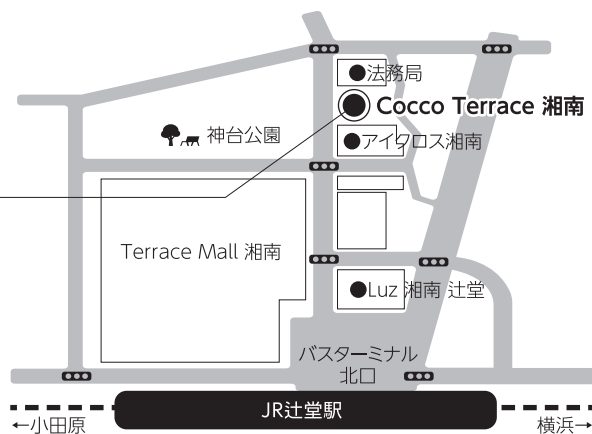 法務局
Cocco Terrace 湘南
神台公園
アイクロス湘南
Terrace Mall 湘南
Luz 湘南 辻堂
バスターミナル
北口
JR辻堂駅
←小田原
横浜→